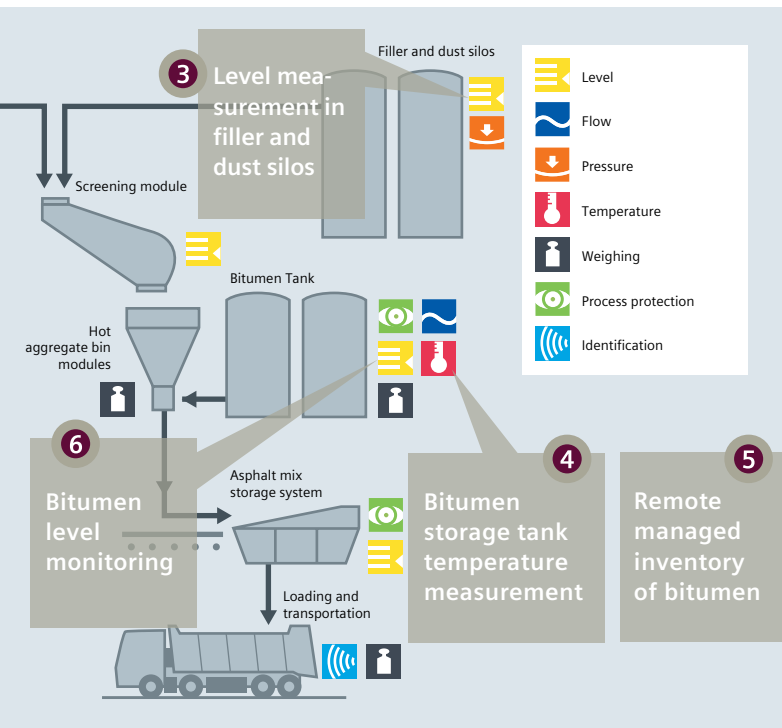 Filler and dust silos
3
Level mea-
surement in
filler and
dust silos
Level
Flow
Pressure
Temperature
Weighing
Process protection
Identification
Screening module
Bitumen Tank
Hot
aggregate bin
modules
6
Bitumen
level
monitoring
Asphalt mix
storage system
4
Bitumen
storage tank
temperature
measurement
5
Remote
managed
inventory
of bitumen
Loading and
transportation